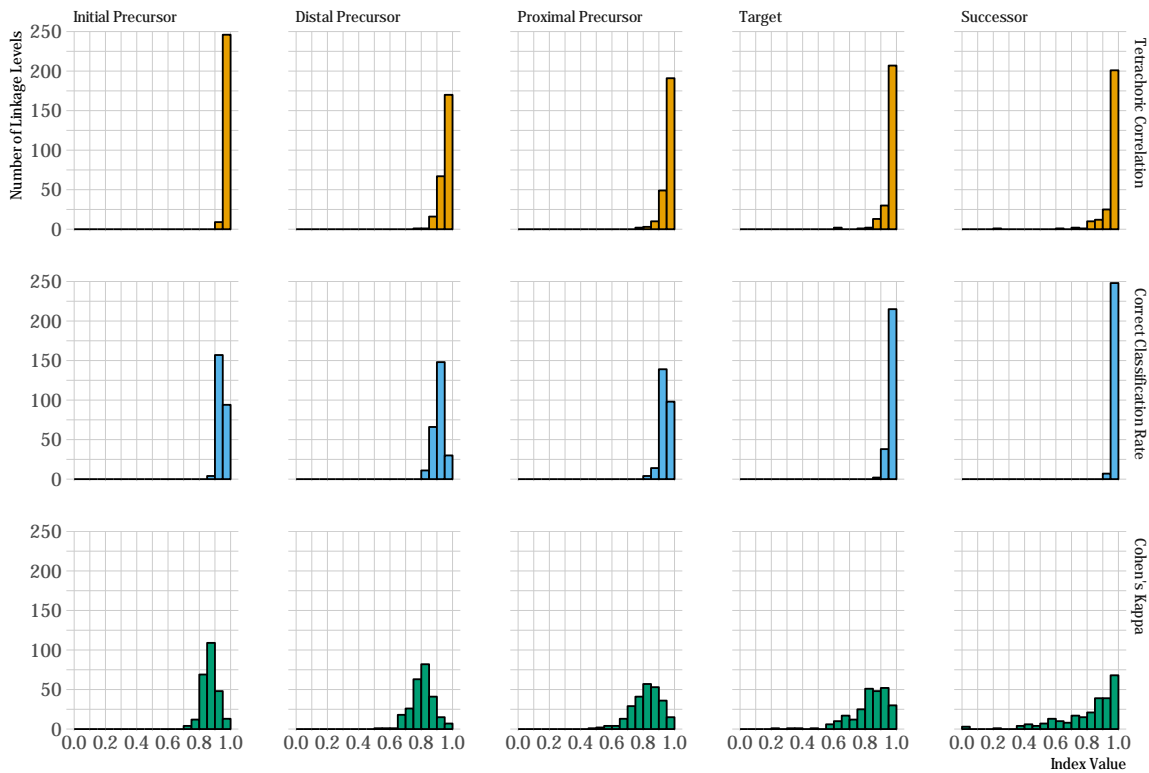 Initial Precursor
Distal Precursor
Proximal Precursor
Target
Successor
Number of Linkage Levels
250
200
150
100
50
0
Tetrachoric Correlation
250
200
150
100
50
0
Correct Classification Rate
250
200
150
100
50
0
Cohen's Kappa
0.0 0.2 0.4 0.6 0.8 1.0
0.0 0.2 0.4 0.6 0.8 1.0
0.0 0.2 0.4 0.6 0.8 1.0
0.0 0.2 0.4 0.6 0.8 1.0
0.0 0.2 0.4 0.6 0.8 1.0
Index Value